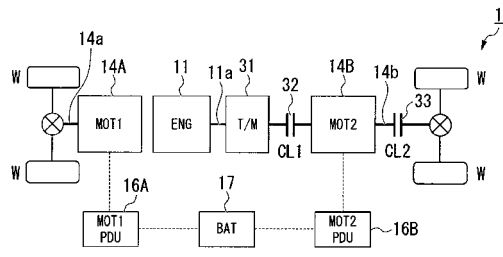 1
14a
14A
11
11a
31
32
14B
14b
33
W
W
MOT1
ENG
T/M
MOT2
CL1
CL2
W
W
16A
17
MOT1
PDU
BAT
MOT2
PDU
16B